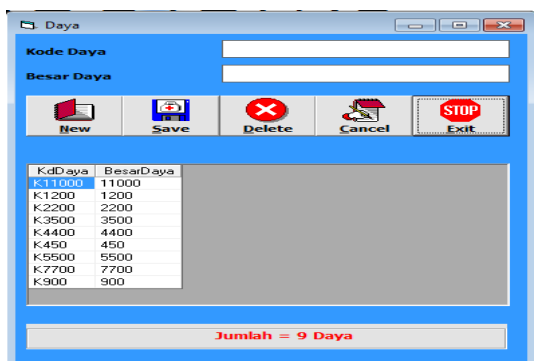 Daya
Kode Daya
Besar Daya
STOP
New Save Delete Cancel Exit
KdDaya BesarDaya
K11000 11000
K1200 1200
K2200 2200
K3500 3500
K4400 4400
K450 450
K5500 5500
K7700 7700
K900 900
Jumlah = 9 Daya